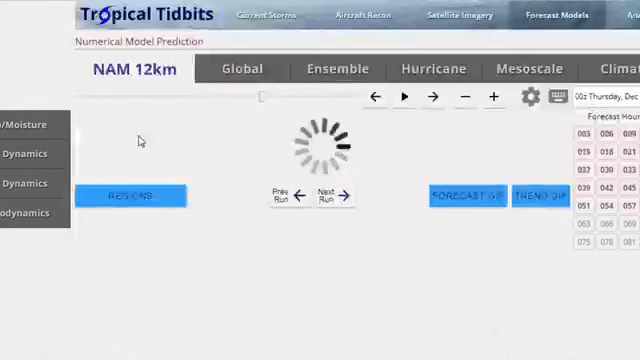 Tropical Tidbits
Current Storms Aircraft Recon Satellite Imagery Forecast Models
Numerical Model Prediction
NAM 12km Global Ensemble Hurricane Mesoscale Climat
00z Thursday, Dec
Forecast Hour
o/Moisture
Dynamics
Dynamics
odynamics
REGIONS
Prev Run
Next Run
FORECAST GIF TREND GIF
003 006 009
015 018 021
030
039 042 045
051 054 057
063 066 069
075 078 081